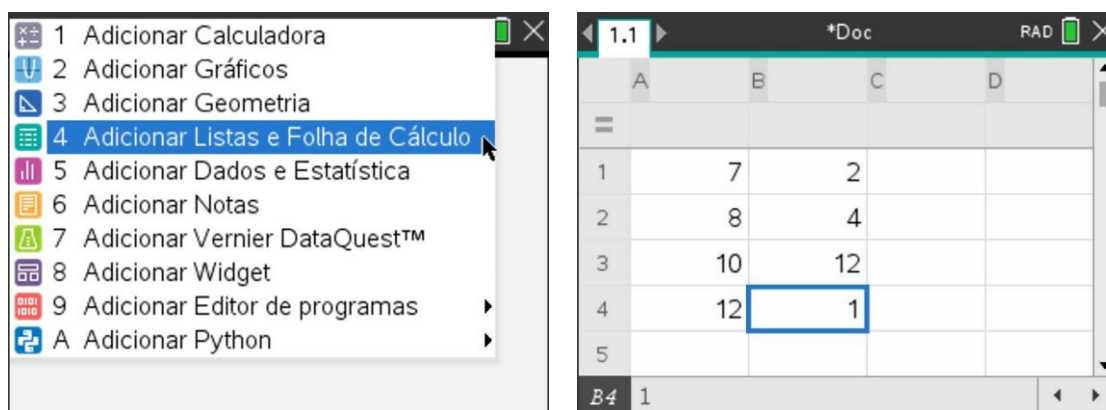 1 Adicionar Calculadora
2 Adicionar Gráficos
3 Adicionar Geometria
4 Adicionar Listas e Folha de Cálculo
5 Adicionar Dados e Estatística
6 Adicionar Notas
7 Adicionar Vernier DataQuest™
8 Adicionar Widget
9 Adicionar Editor de programas
A Adicionar Python
1.1 *Doc RAD
A B C D
=
1 7 2
2 8 4
3 10 12
4 12 1
5
B4 1